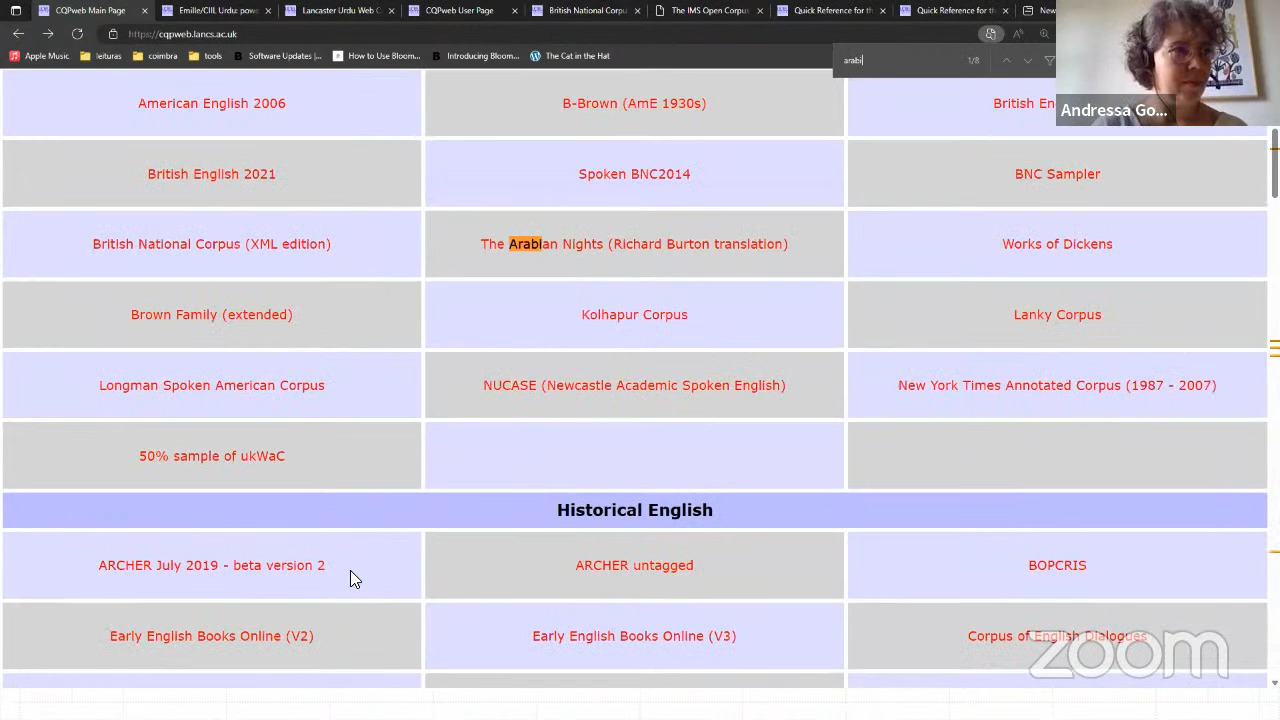 CQPweb Main Page
Emille/CIIL Urdu: pow
Lancaster Urdu Web C
CQPweb User Page
British National Corpu
The IMS Open Corpus
Quick Reference for th
Quick Reference for th
New
https://cqpweb.lancs.ac.uk
Apple Music
leituras
coimbra
tools
Software Updates |...
How to Use Bloom...
Introducing Bloom...
The Cat in the Hat
arabi
1/8
Andressa Go...
American English 2006
B-Brown (AmE 1930s)
British En
British English 2021
Spoken BNC2014
BNC Sampler
British National Corpus (XML edition)
The Arabian Nights (Richard Burton translation)
Works of Dickens
Brown Family (extended)
Kolhapur Corpus
Lanky Corpus
Longman Spoken American Corpus
NUCASE (Newcastle Academic Spoken English)
New York Times Annotated Corpus (1987 - 2007)
50% sample of ukWaC
Historical English
ARCHER July 2019 - beta version 2
ARCHER untagged
BOPCRIS
Early English Books Online (V2)
Early English Books Online (V3)
Corpus of English Dialogues
zoom